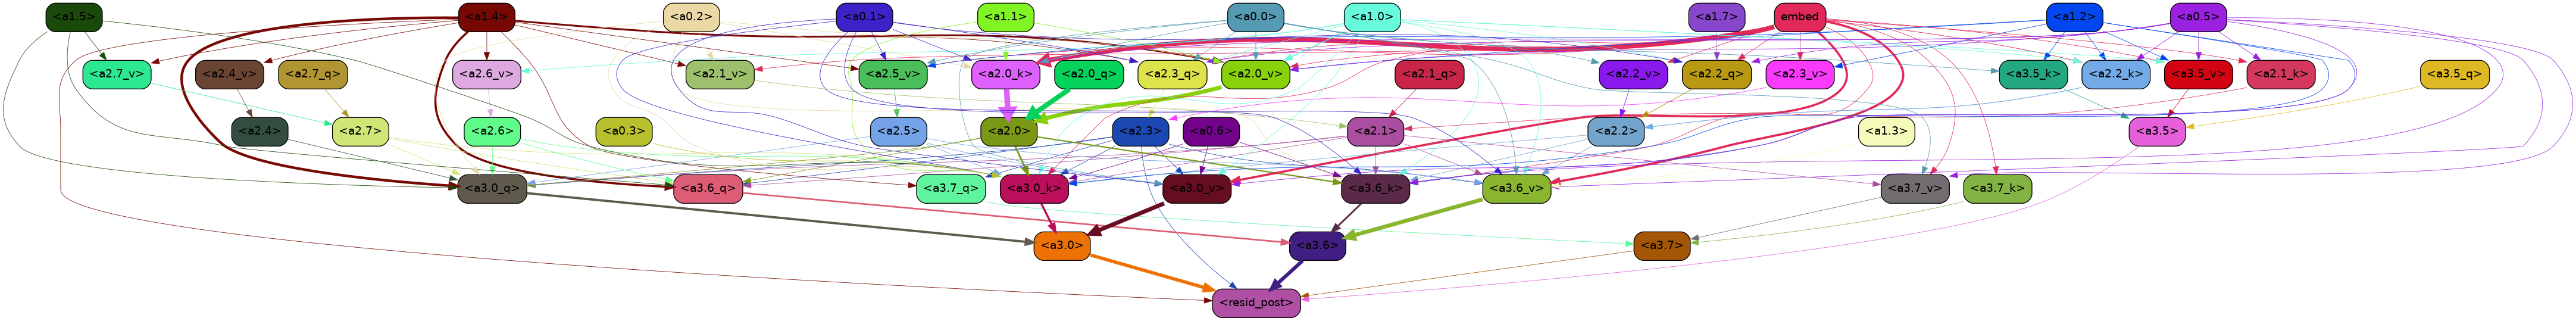 <a1.5> <a1.4> <a0.2> <a0.1> <a1.1> <a0.0> <a1.0> <a1.7> embed <a1.2> <a0.5>
<a2.7_v> <a2.4_v> <a2.7_q> <a2.6_v> <a2.1_v> <a2.5_v> <a2.0_k> <a2.0_q> <a2.3_q> <a2.0_v> <a2.1_q> <a2.2_v> <a2.2_q> <a2.3_v> <a3.5_k> <a2.2_k> <a3.5_v> <a2.1_k> <a3.5_q>
<a2.4> <a2.7> <a2.6> <a0.3> <a2.5> <a2.0> <a2.3> <a0.6> <a2.1> <a2.2> <a1.3> <a3.5>
<a3.0_q> <a3.6_q> <a3.7_q> <a3.0_k> <a3.0_v> <a3.6_k> <a3.6_v> <a3.7_v> <a3.7_k>
<a3.0> <a3.6> <a3.7>
<resid_post>